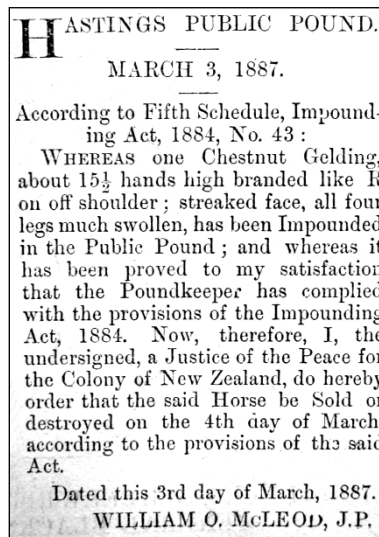 HASTINGS PUBLIC POUND.
MARCH 3, 1887.
According to Fifth Schedule, Impound-
ing Act, 1884, No. 43 :
WHEREAS one Chestnut Gelding,
about 15½ hands high branded like R
on off shoulder ; streaked face, all four
legs much swollen, has been Impounded
in the Public Pound ; and whereas it
has been proved to my satisfaction
that the Poundkeeper has complied
with the provisions of the Impounding
Act, 1884. Now, therefore, I, the
undersigned, a Justice of the Peace for
the Colony of New Zealand, do hereby
order that the said Horse be Sold or
destroyed on the 4th day of March
according to the provisions of the said
Act.
Dated this 3rd day of March, 1887.
WILLIAM O. McLEOD, J.P.